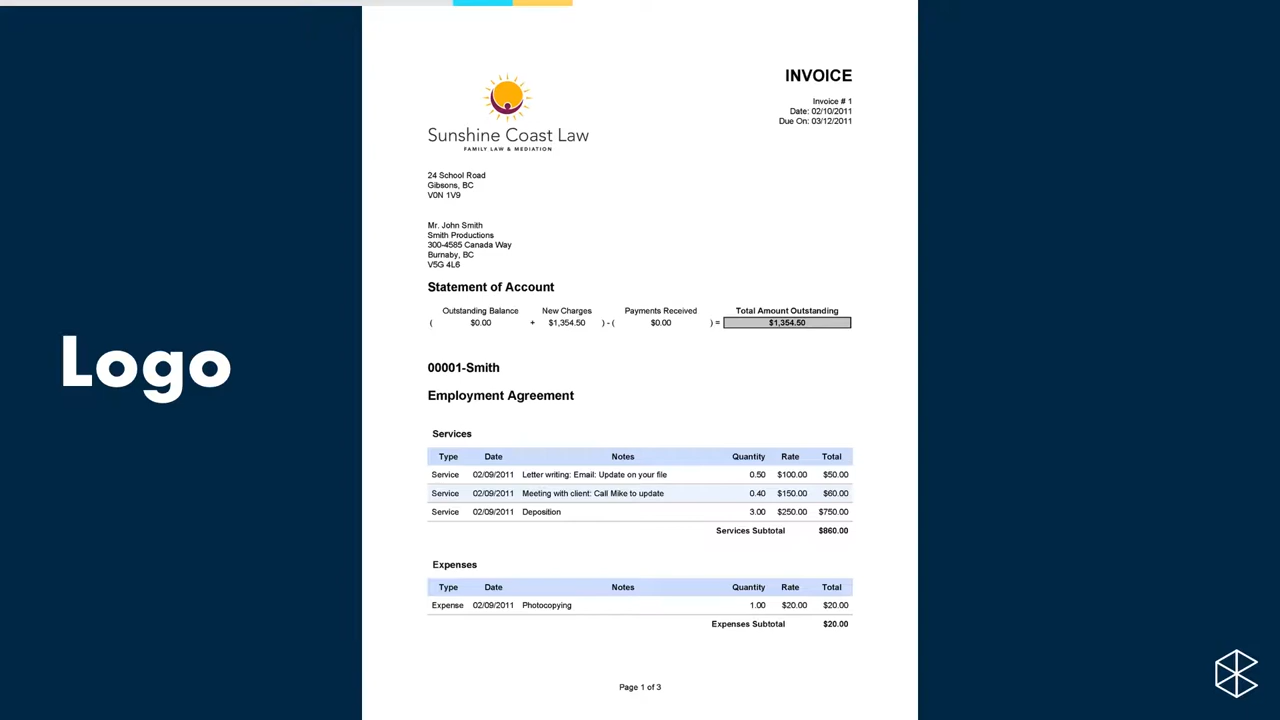 Logo
Sunshine Coast Law
FAMILY LAW & MEDIATION
INVOICE
Invoice # 1
Date: 02/10/2011
Due On: 03/12/2011
24 School Road
Gibsons, BC
V0N 1V9
Mr. John Smith
Smith Productions
300-4585 Canada Way
Burnaby, BC
V5G 4L6
Statement of Account
Outstanding Balance New Charges Payments Received Total Amount Outstanding
( $0.00 + $1,354.50 ) - ( $0.00 ) = $1,354.50
00001-Smith
Employment Agreement
Services
Type Date Notes Quantity Rate Total
Service 02/09/2011 Letter writing: Email: Update on your file 0.50 $100.00 $50.00
Service 02/09/2011 Meeting with client: Call Mike to update 0.40 $150.00 $60.00
Service 02/09/2011 Deposition 3.00 $250.00 $750.00
Services Subtotal $860.00
Expenses
Type Date Notes Quantity Rate Total
Expense 02/09/2011 Photocopying 1.00 $20.00 $20.00
Expenses Subtotal $20.00
Page 1 of 3